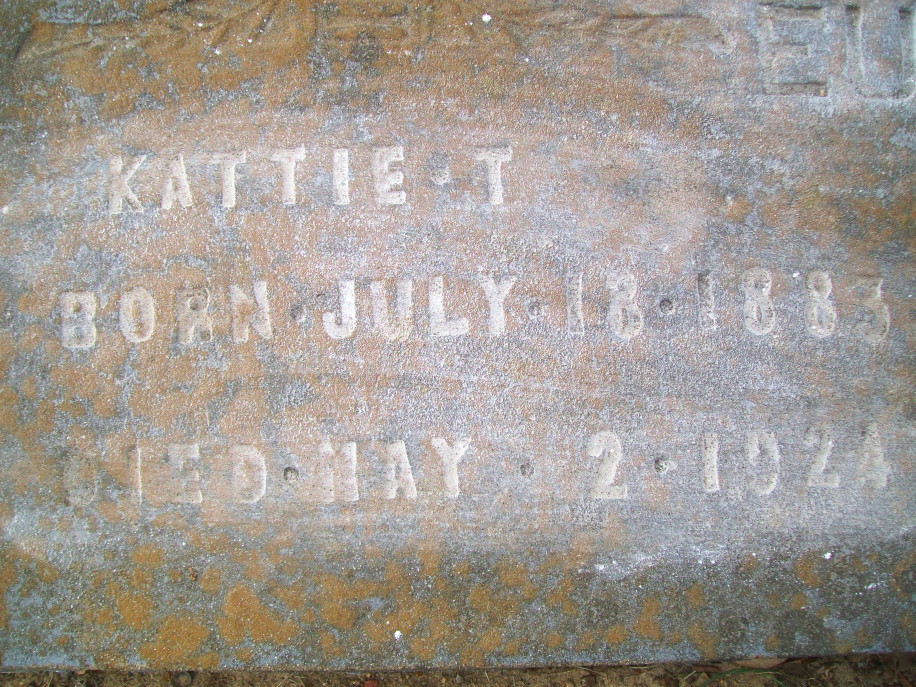 KATTIE · T
BORN · JULY · 18 · 1883
DIED · MAY · 2 · 1924